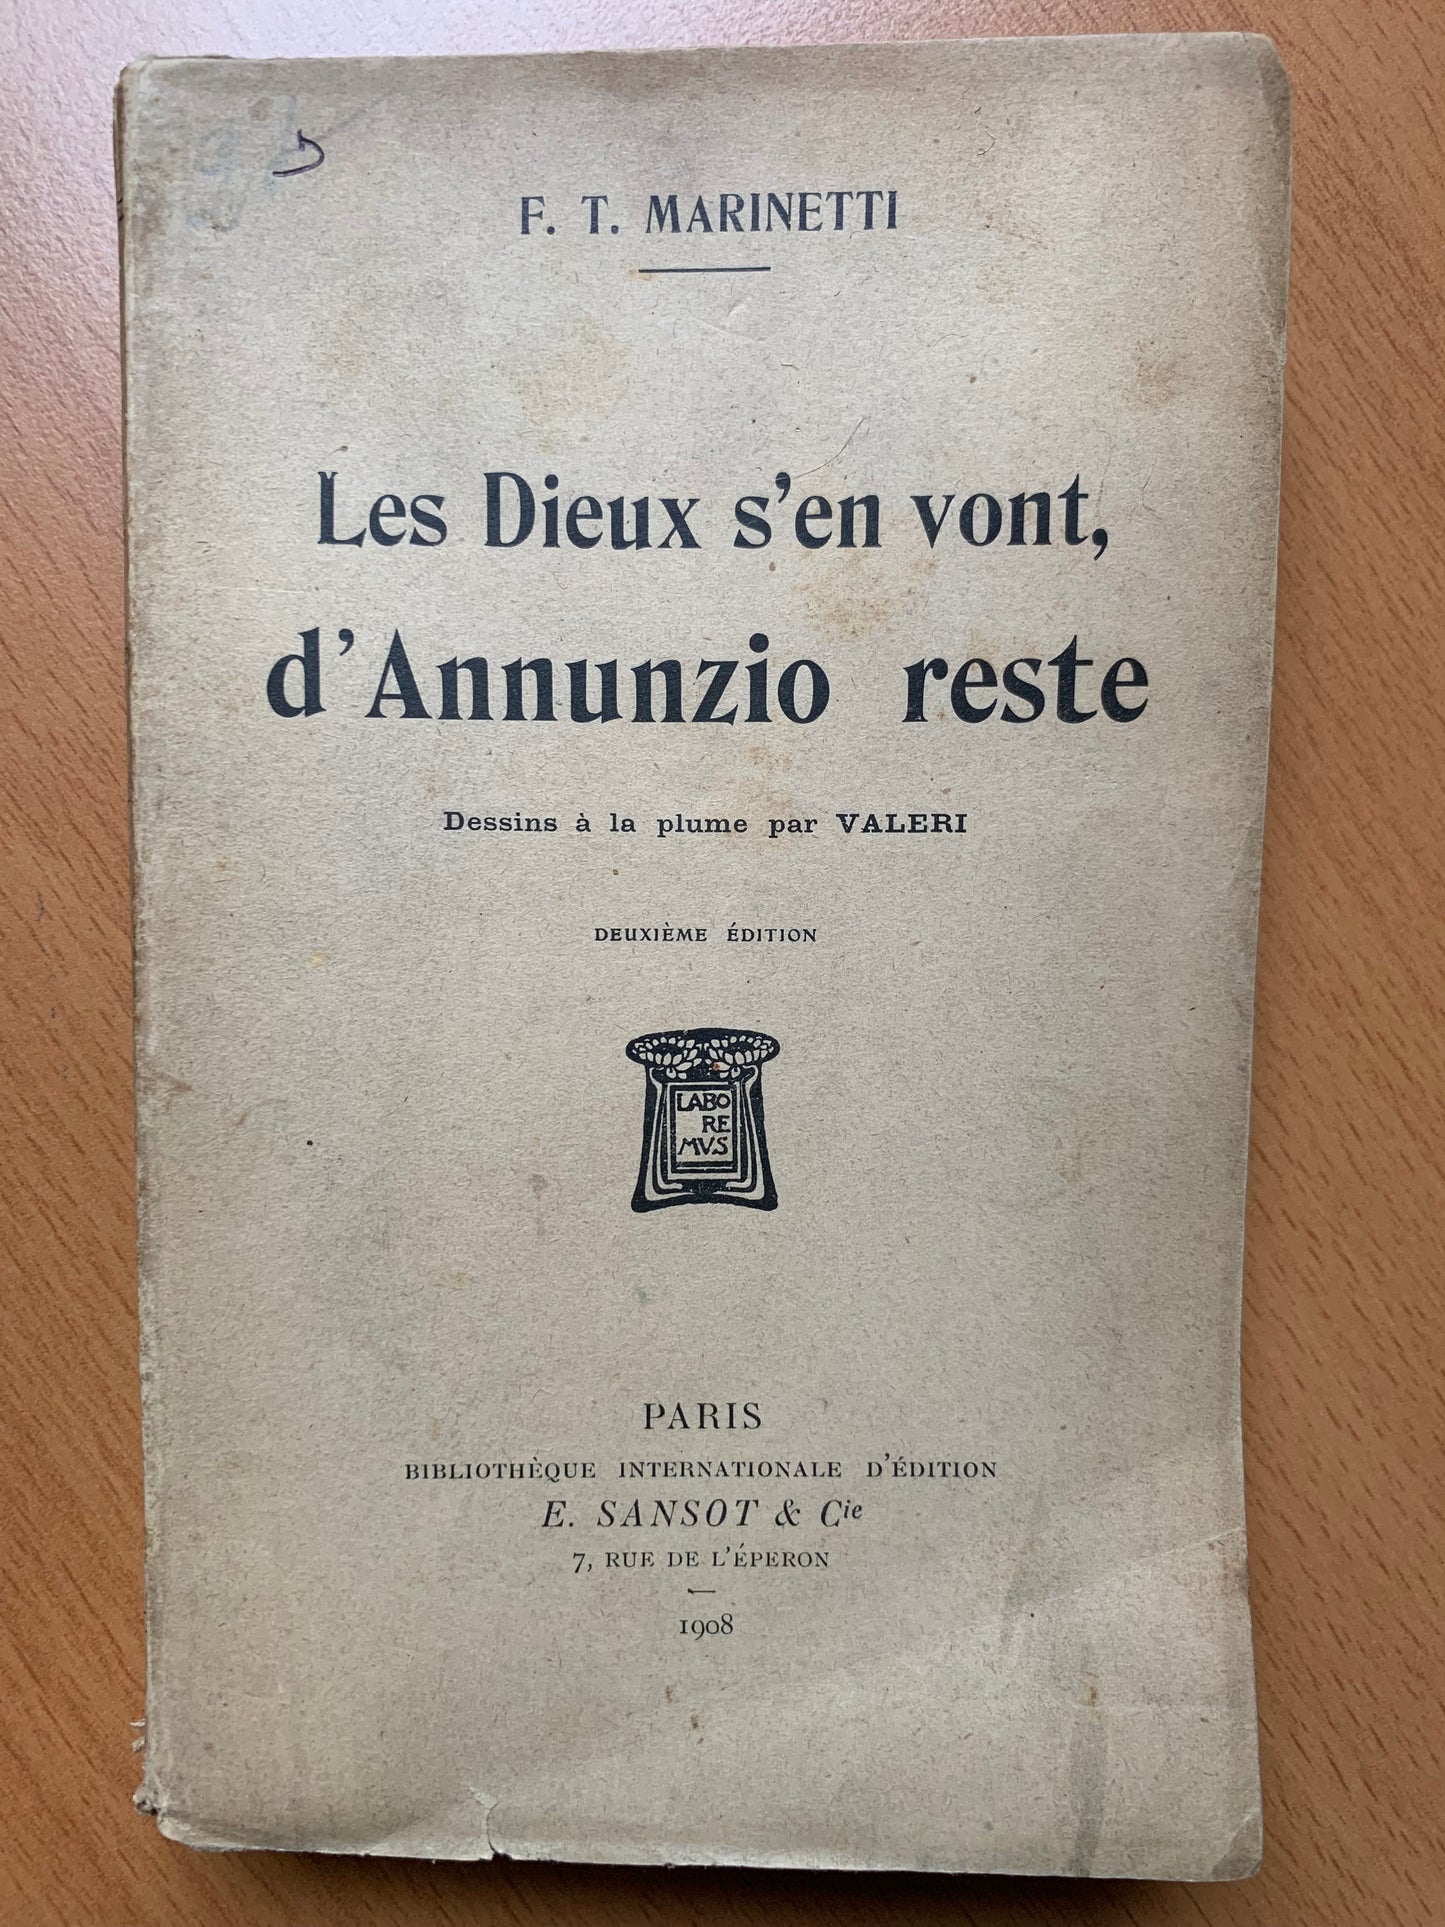 F. T. MARINETTI
Les Dieux s'en vont,
d'Annunzio reste
Dessins à la plume par VALERI
DEUXIÈME ÉDITION
LABO
RE
MVS
PARIS
BIBLIOTHÈQUE INTERNATIONALE D'ÉDITION
E. SANSOT & Cie
7, RUE DE L'ÉPERON
1908